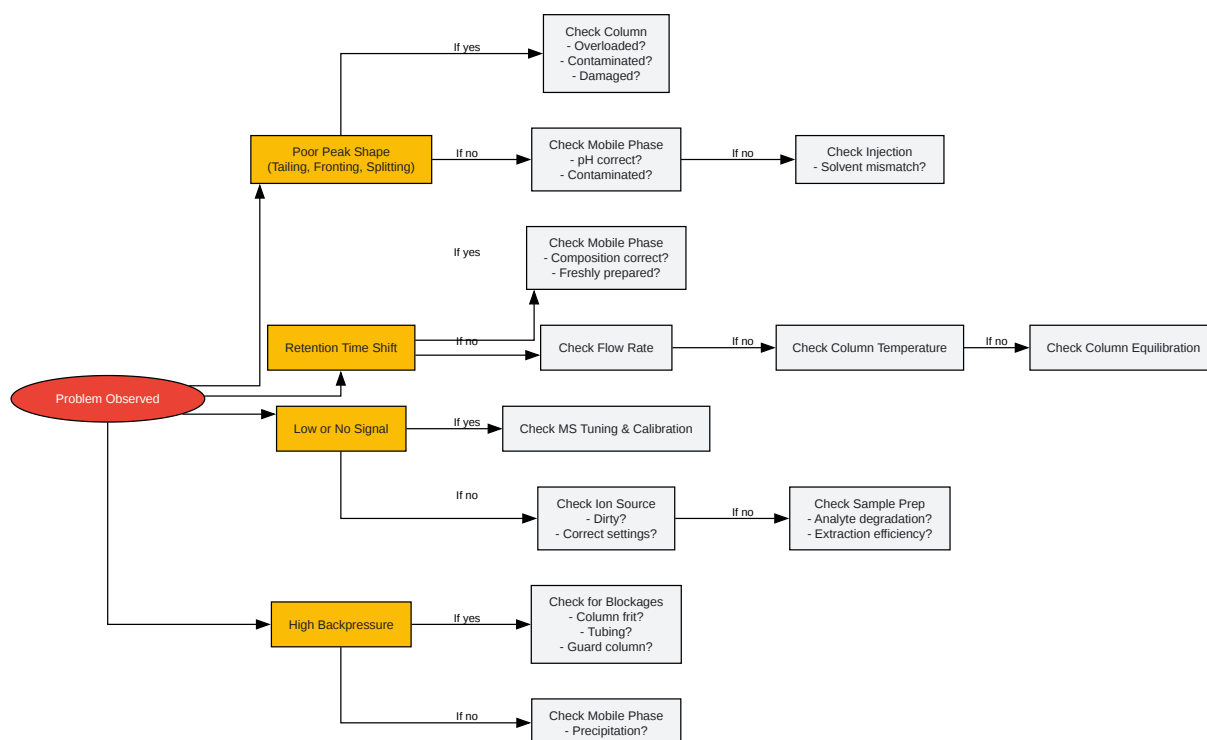 Check Column
- Overloaded?
- Contaminated?
- Damaged?
If yes
Poor Peak Shape
(Tailing, Fronting, Splitting)
If no
Check Mobile Phase
- pH correct?
- Contaminated?
If no
Check Injection
- Solvent mismatch?
If yes
Check Mobile Phase
- Composition correct?
- Freshly prepared?
Retention Time Shift
If no
Check Flow Rate
If no
Check Column Temperature
If no
Check Column Equilibration
Problem Observed
Low or No Signal
If yes
Check MS Tuning & Calibration
If no
Check Ion Source
- Dirty?
- Correct settings?
If no
Check Sample Prep
- Analyte degradation?
- Extraction efficiency?
High Backpressure
If yes
Check for Blockages
- Column frit?
- Tubing?
- Guard column?
If no
Check Mobile Phase
- Precipitation?